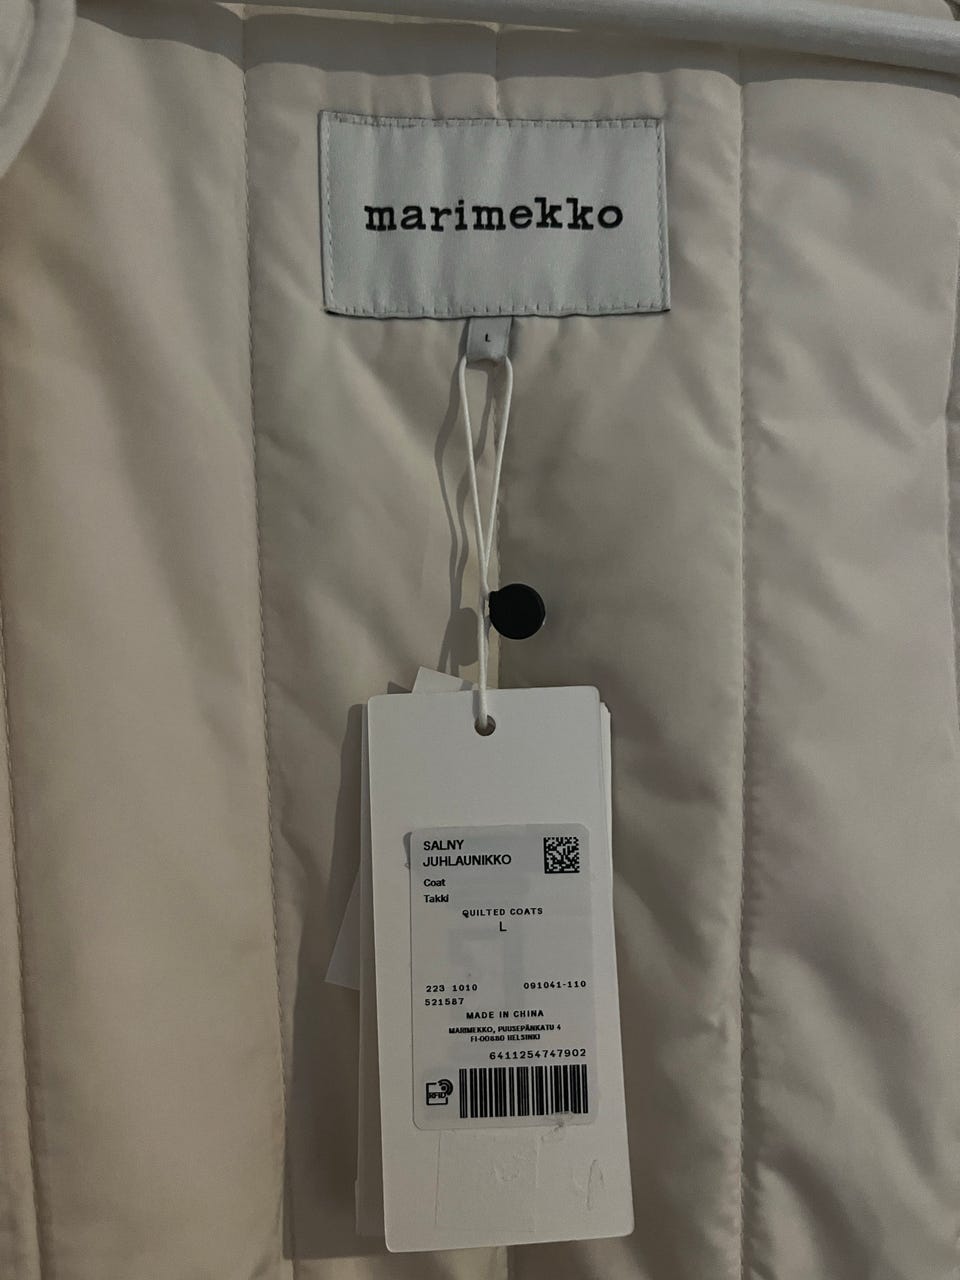 marimekko
L
SALNY
JUHLAUNIKKO
Coat
Takki
QUILTED COATS
L
223 1010 091041-110
521587
MADE IN CHINA
MARIMEKKO, PUUSEPÄNKATU 4
FI-00880 HELSINKI
6411254747902
RFID